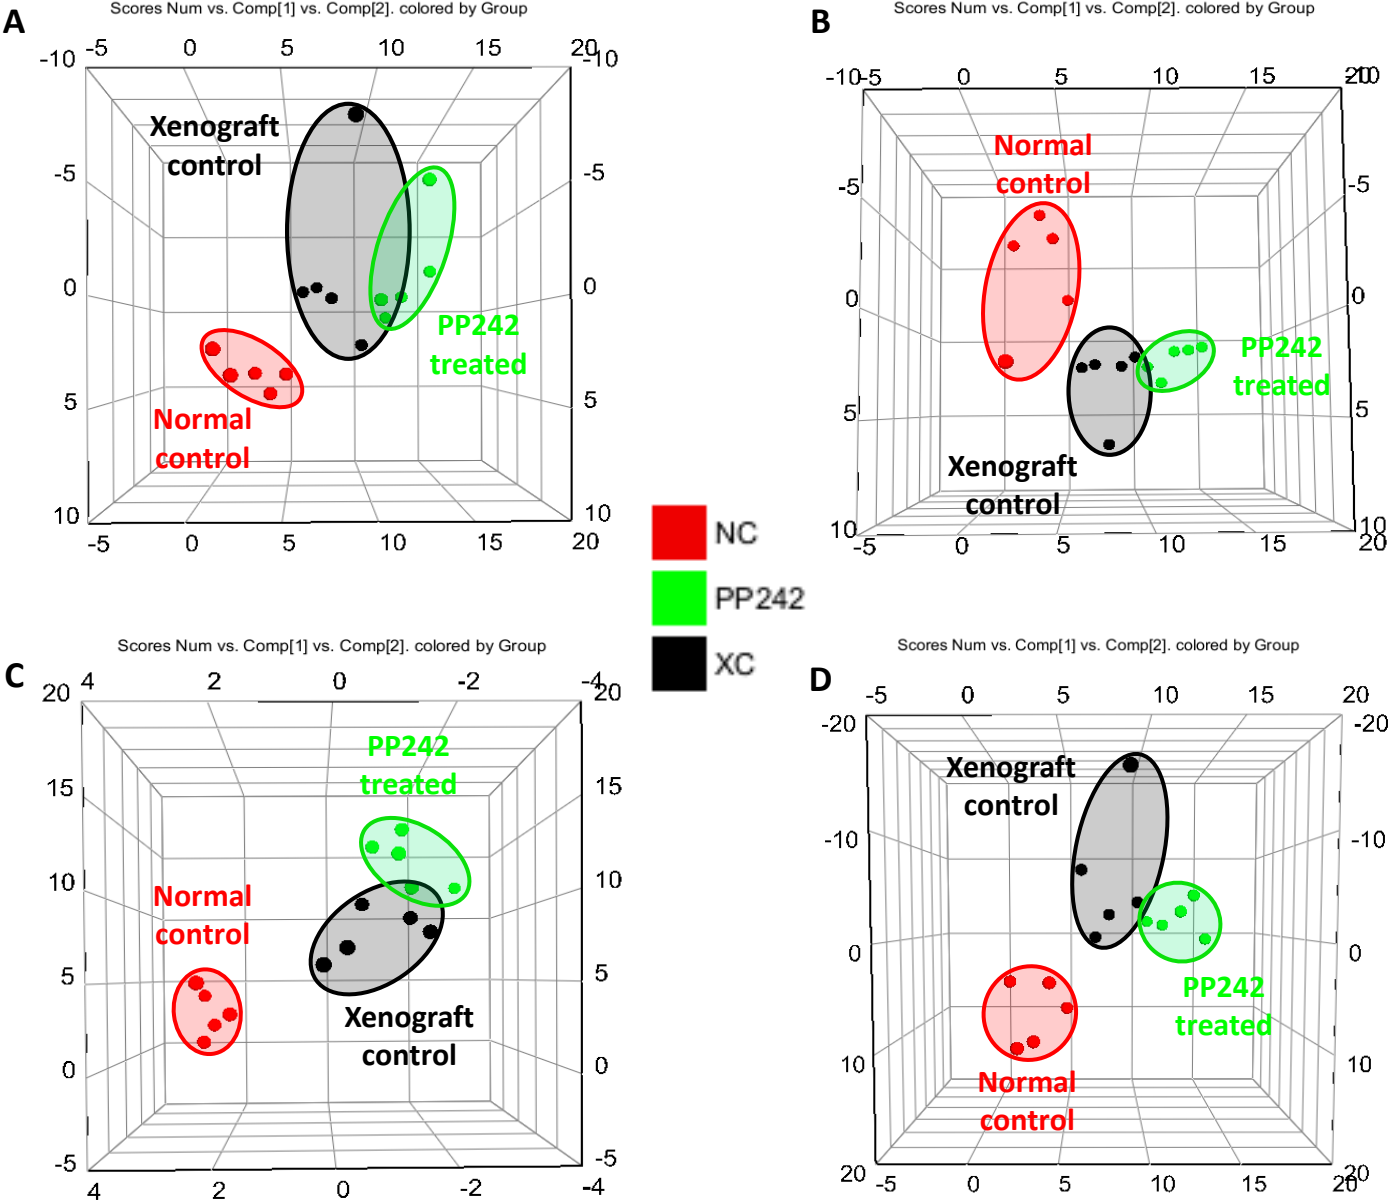 A
Scores Num vs. Comp[1] vs. Comp[2]. colored by Group
-5 0 5 10 15 20
-10 -10
Xenograft
control
-5 -5
0 0
PP242
treated
5 5
Normal
control
10 10
-5 0 5 10 15 20
B
Scores Num vs. Comp[1] vs. Comp[2]. colored by Group
-10 -5 0 5 10 15 20 -10
Normal
control
-5 -5
0 0
PP242
treated
5 5
Xenograft
control
10 10
-5 0 5 10 15 20
NC
PP242
XC
C
Scores Num vs. Comp[1] vs. Comp[2]. colored by Group
4 2 0 -2 -4
20 20
PP242
treated
15 15
10 10
Normal
control
5 5
Xenograft
control
0 0
-5 -5
4 2 0 -2 -4
D
Scores Num vs. Comp[1] vs. Comp[2]. colored by Group
-5 0 5 10 15 20
-20 -20
Xenograft
control
-10 -10
0 0
PP242
treated
10 10
Normal
control
20 20
-5 0 5 10 15 20